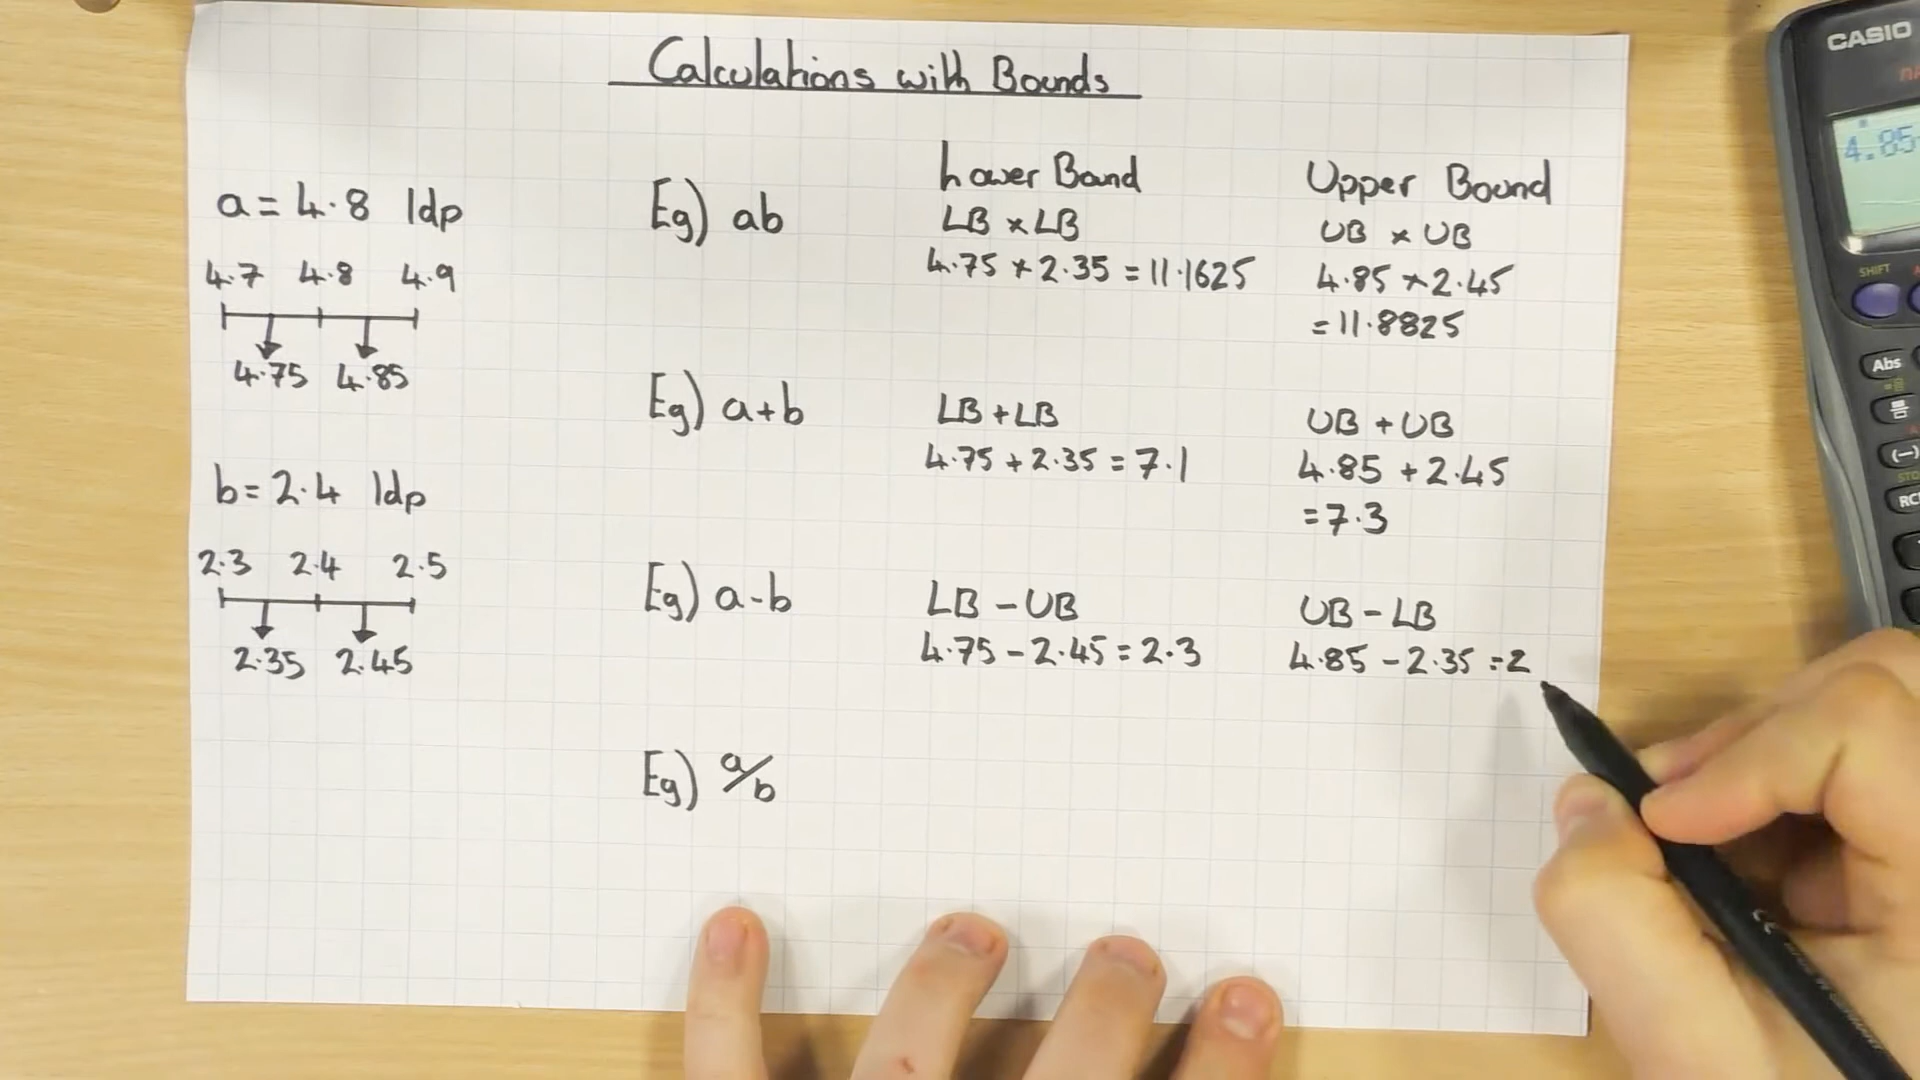 Calculations with Bounds
a = 4.8 1dp
4.7 4.8 4.9
4.75 4.85
b = 2.4 1dp
2.3 2.4 2.5
2.35 2.45
Eg) ab
Lower Bound
LB × LB
4.75 × 2.35 = 11.1625
Upper Bound
UB × UB
4.85 × 2.45
= 11.8825
Eg) a+b
LB + LB
4.75 + 2.35 = 7.1
UB + UB
4.85 + 2.45
= 7.3
Eg) a-b
LB - UB
4.75 - 2.45 = 2.3
UB - LB
4.85 - 2.35 = 2
Eg) a/b
CASIO
4.85
SHIFT
Abs
(-)
RCL